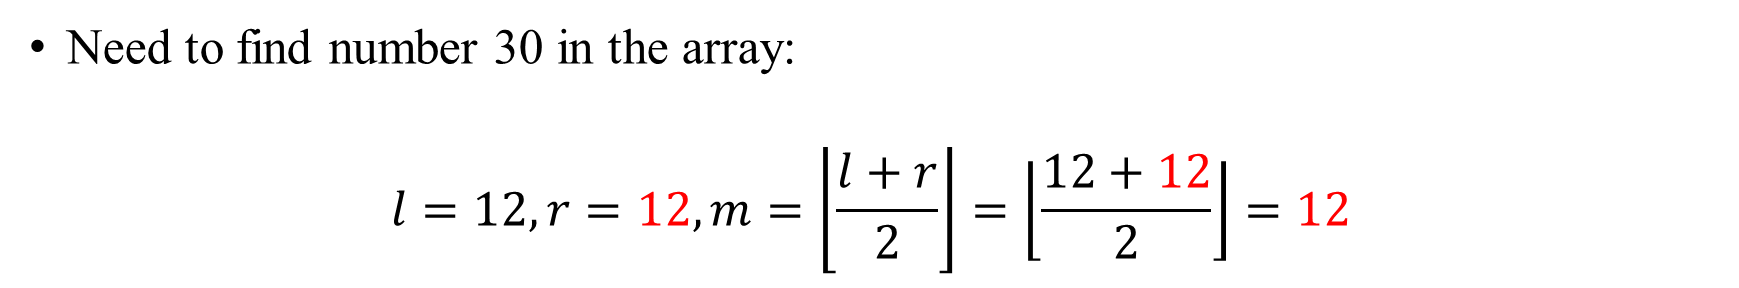 • Need to find number 30 in the array:
l = 12, r = 12, m = ⌊(l + r)/2⌋ = ⌊(12 + 12)/2⌋ = 12